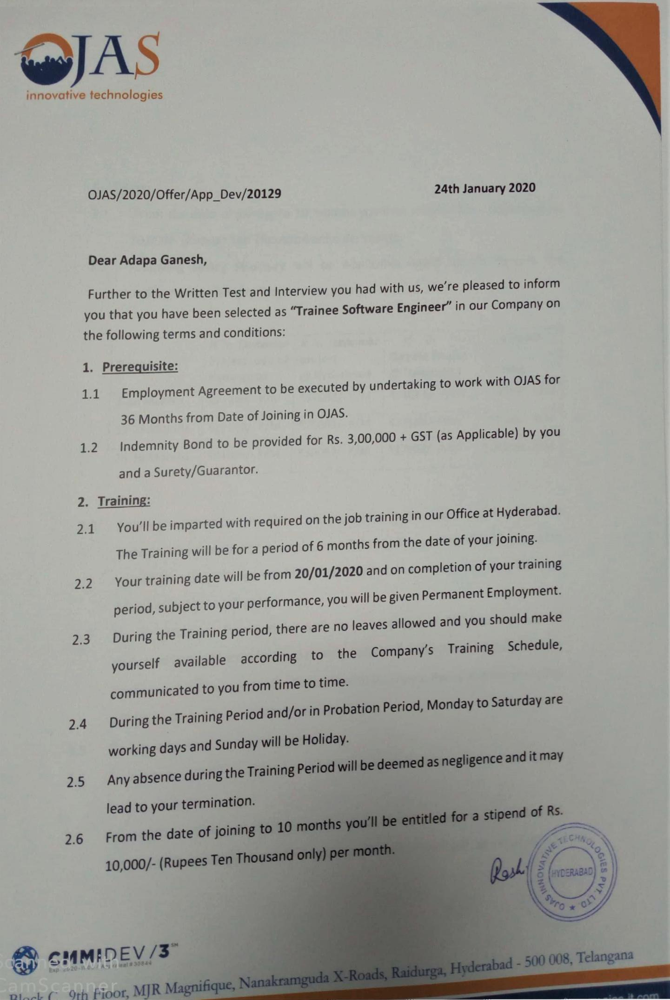 OJAS
innovative technologies
OJAS/2020/Offer/App_Dev/20129
24th January 2020
Dear Adapa Ganesh,
Further to the Written Test and Interview you had with us, we're pleased to inform
you that you have been selected as “Trainee Software Engineer” in our Company on
the following terms and conditions:
1. Prerequisite:
1.1 Employment Agreement to be executed by undertaking to work with OJAS for
36 Months from Date of Joining in OJAS.
1.2 Indemnity Bond to be provided for Rs. 3,00,000 + GST (as Applicable) by you
and a Surety/Guarantor.
2. Training:
2.1 You'll be imparted with required on the job training in our Office at Hyderabad.
The Training will be for a period of 6 months from the date of your joining.
2.2 Your training date will be from 20/01/2020 and on completion of your training
period, subject to your performance, you will be given Permanent Employment.
2.3 During the Training period, there are no leaves allowed and you should make
yourself available according to the Company's Training Schedule,
communicated to you from time to time.
2.4 During the Training Period and/or in Probation Period, Monday to Saturday are
working days and Sunday will be Holiday.
2.5 Any absence during the Training Period will be deemed as negligence and it may
lead to your termination.
2.6 From the date of joining to 10 months you'll be entitled for a stipend of Rs.
10,000/- (Rupees Ten Thousand only) per month.
Rashi
OJAS INNOVATIVE TECHNOLOGIES PVT. LTD. ★
HYDERABAD
CMMIDEV/3 SM
#30844
Scanned with
CamScanner
Block C, 9th Floor, MJR Magnifique, Nanakramguda X-Roads, Raidurga, Hyderabad - 500 008, Telangana